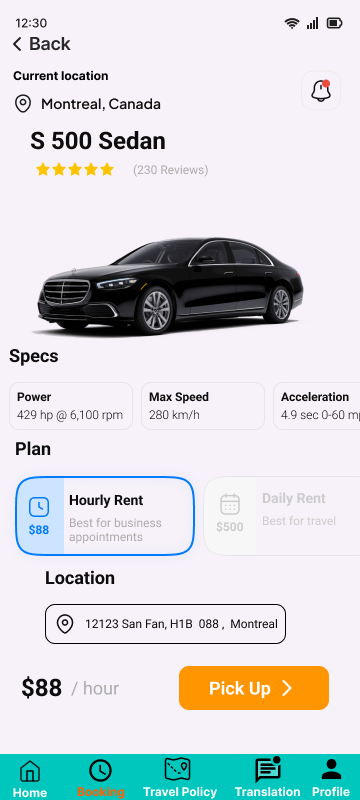 12:30
Back
Current location
Montreal, Canada
S 500 Sedan
(230 Reviews)
Specs
Power
429 hp @ 6,100 rpm
Max Speed
280 km/h
Acceleration
4.9 sec 0-60
Plan
Hourly Rent
$88
Best for business
appointments
Daily Rent
$500
Best for travel
Location
12123 San Fan, H1B 088 , Montreal
$88 / hour
Pick Up
Home
Booking
Travel Policy
Translation
Profile